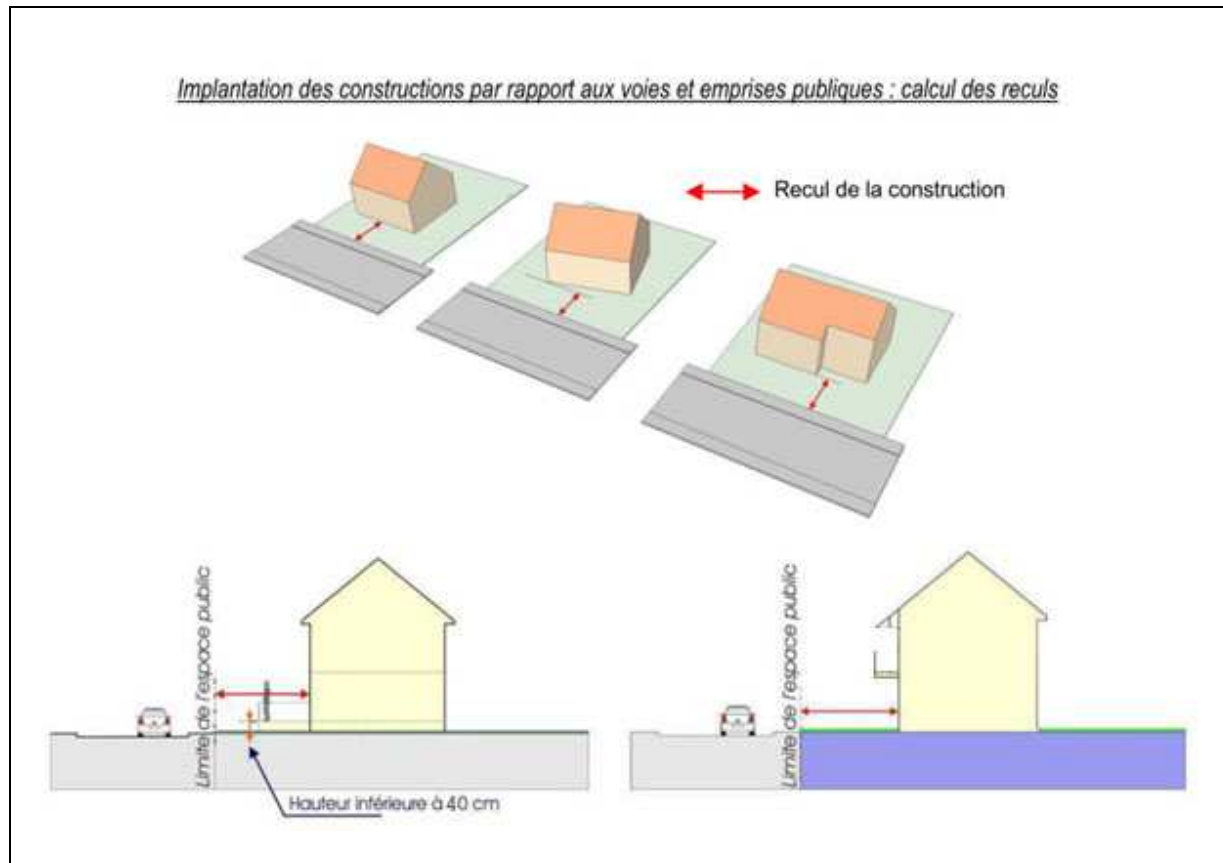 Implantation des constructions par rapport aux voies et emprises publiques : calcul des reculs
Recul de la construction
Limite de l'espace public
Hauteur inférieure à 40 cm
Limite de l'espace public